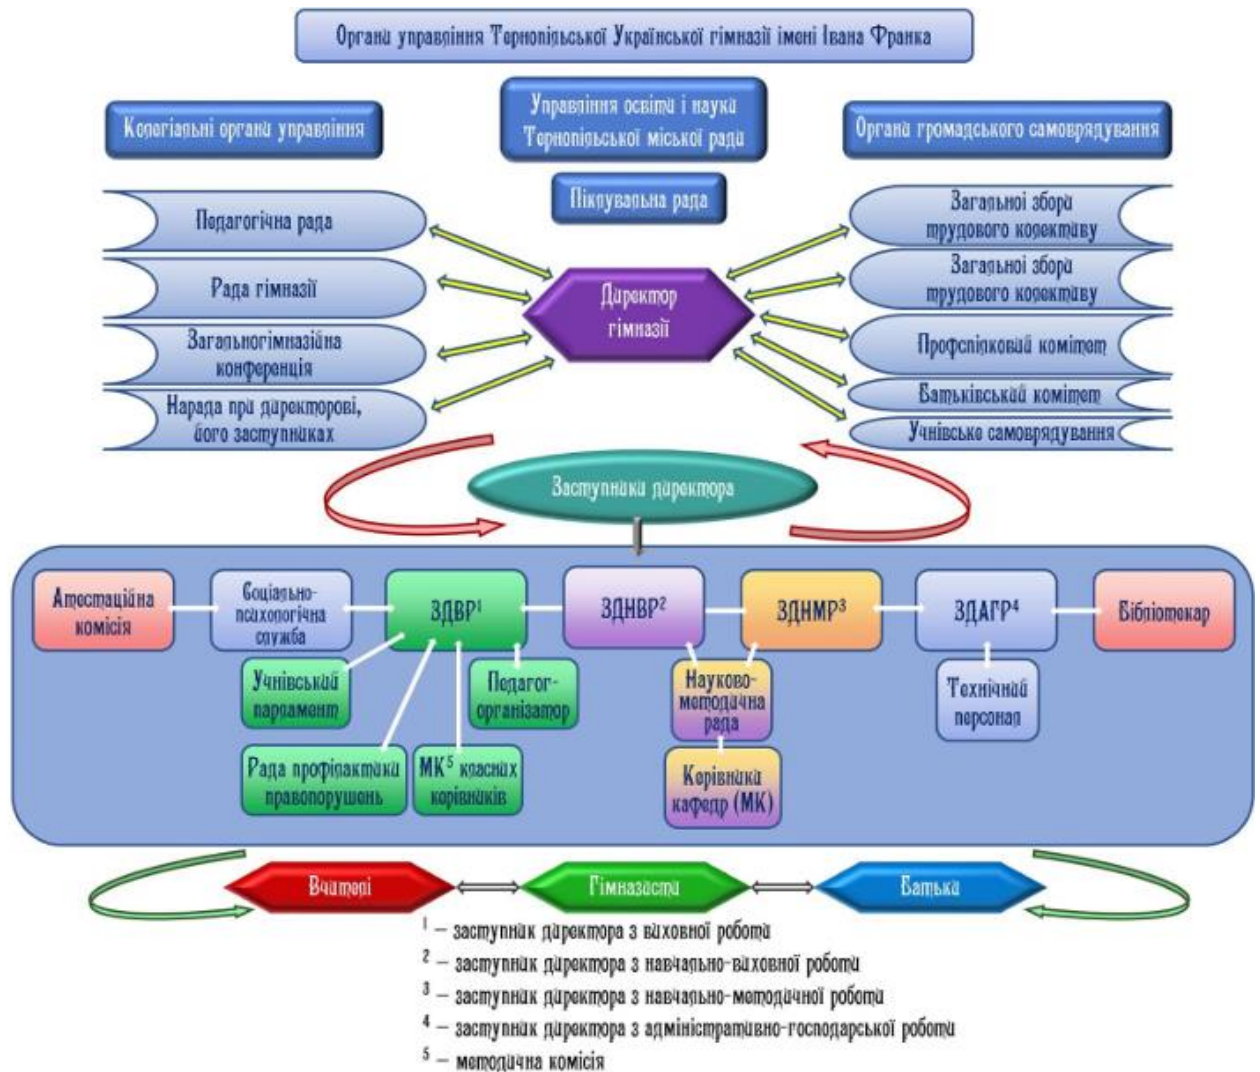 Органи управління Тернопільської Української гімназії імені Івана Франка
Колегіальні органи управління
Управління освіти і науки
Тернопільської міської ради
Органи громадського самоврядування
Піклувальна рада
Педагогічна рада
Рада гімназії
Загальногімназійна
конференція
Нарада при директорові,
його заступниках
Директор
гімназії
Загальної збори
трудового колективу
Загальної збори
трудового колективу
Профспілковий комітет
Батьківський комітет
Учнівсько самоврядування
Заступники директора
Атестаційна
комісія
Соціально-
психологічна
служба
ЗДВР¹
ЗДНВР²
ЗДНМР³
ЗДАГР⁴
Бібліотекар
Учнівський
парламент
Педагог-
організатор
Науково-
методична
рада
Технічний
персонал
Рада профілактики
правопорушень
МК⁵ класних
керівників
Керівники
кафедр (МК)
Вчителі
Гімназисти
Батьки
¹ – заступник директора з виховної роботи
² – заступник директора з навчально-виховної роботи
³ – заступник директора з навчально-методичної роботи
⁴ – заступник директора з адміністративно-господарської роботи
⁵ – методична комісія